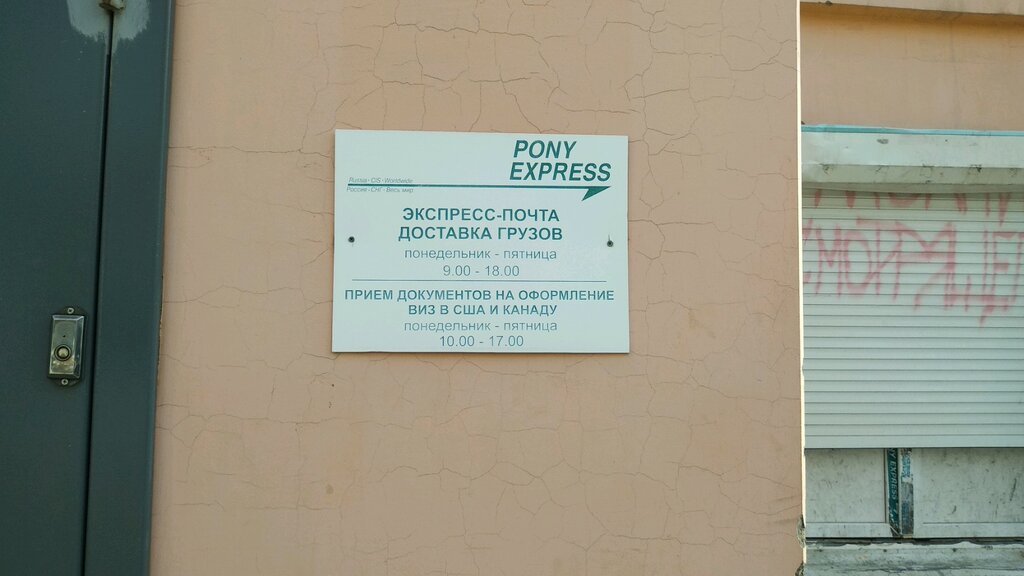 PONY
EXPRESS
Russia - CIS - Worldwide
Россия - СНГ - Весь мир
ЭКСПРЕСС-ПОЧТА
ДОСТАВКА ГРУЗОВ
понедельник - пятница
9.00 - 18.00
ПРИЕМ ДОКУМЕНТОВ НА ОФОРМЛЕНИЕ
ВИЗ В США И КАНАДУ
понедельник - пятница
10.00 - 17.00